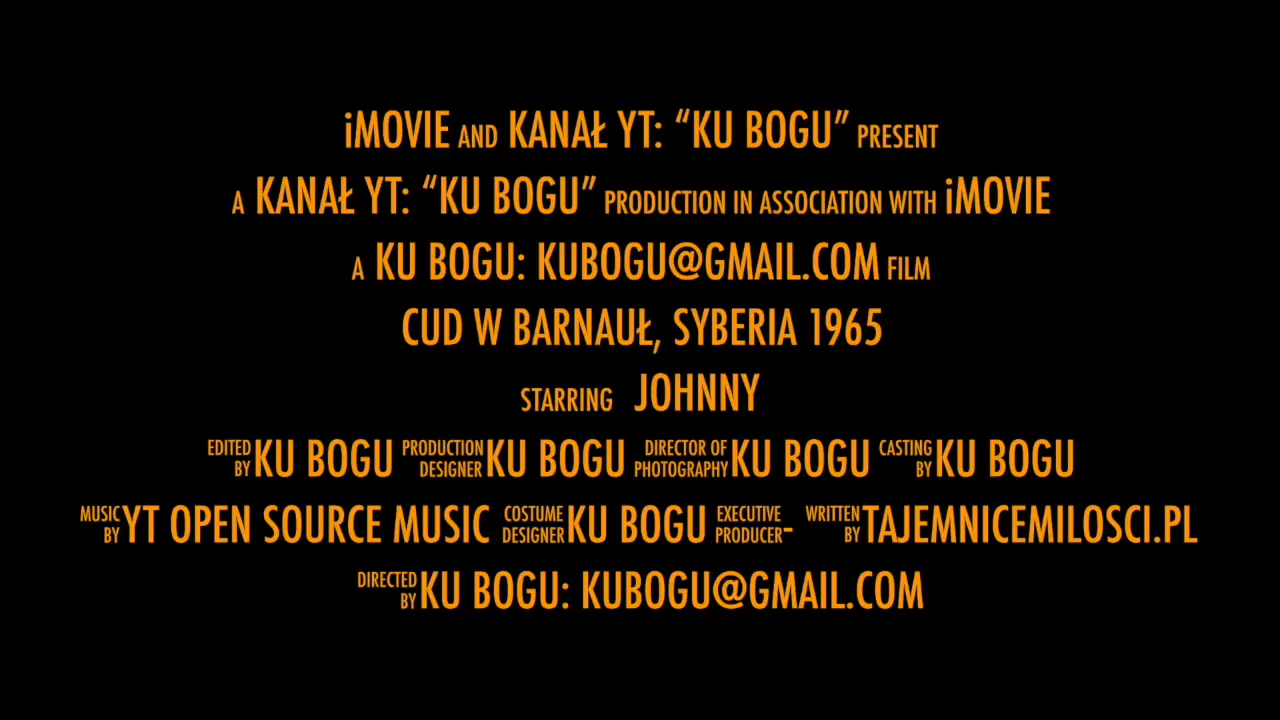 iMOVIE AND KANAŁ YT: “KU BOGU” PRESENT
A KANAŁ YT: “KU BOGU” PRODUCTION IN ASSOCIATION WITH iMOVIE
A KU BOGU: KUBOGU@GMAIL.COM FILM
CUD W BARNAUŁ, SYBERIA 1965
STARRING JOHNNY
EDITED BY KU BOGU PRODUCTION DESIGNER KU BOGU DIRECTOR OF PHOTOGRAPHY KU BOGU CASTING BY KU BOGU
MUSIC BY YT OPEN SOURCE MUSIC COSTUME DESIGNER KU BOGU EXECUTIVE PRODUCER - WRITTEN BY TAJEMNICEMILOSCI.PL
DIRECTED BY KU BOGU: KUBOGU@GMAIL.COM